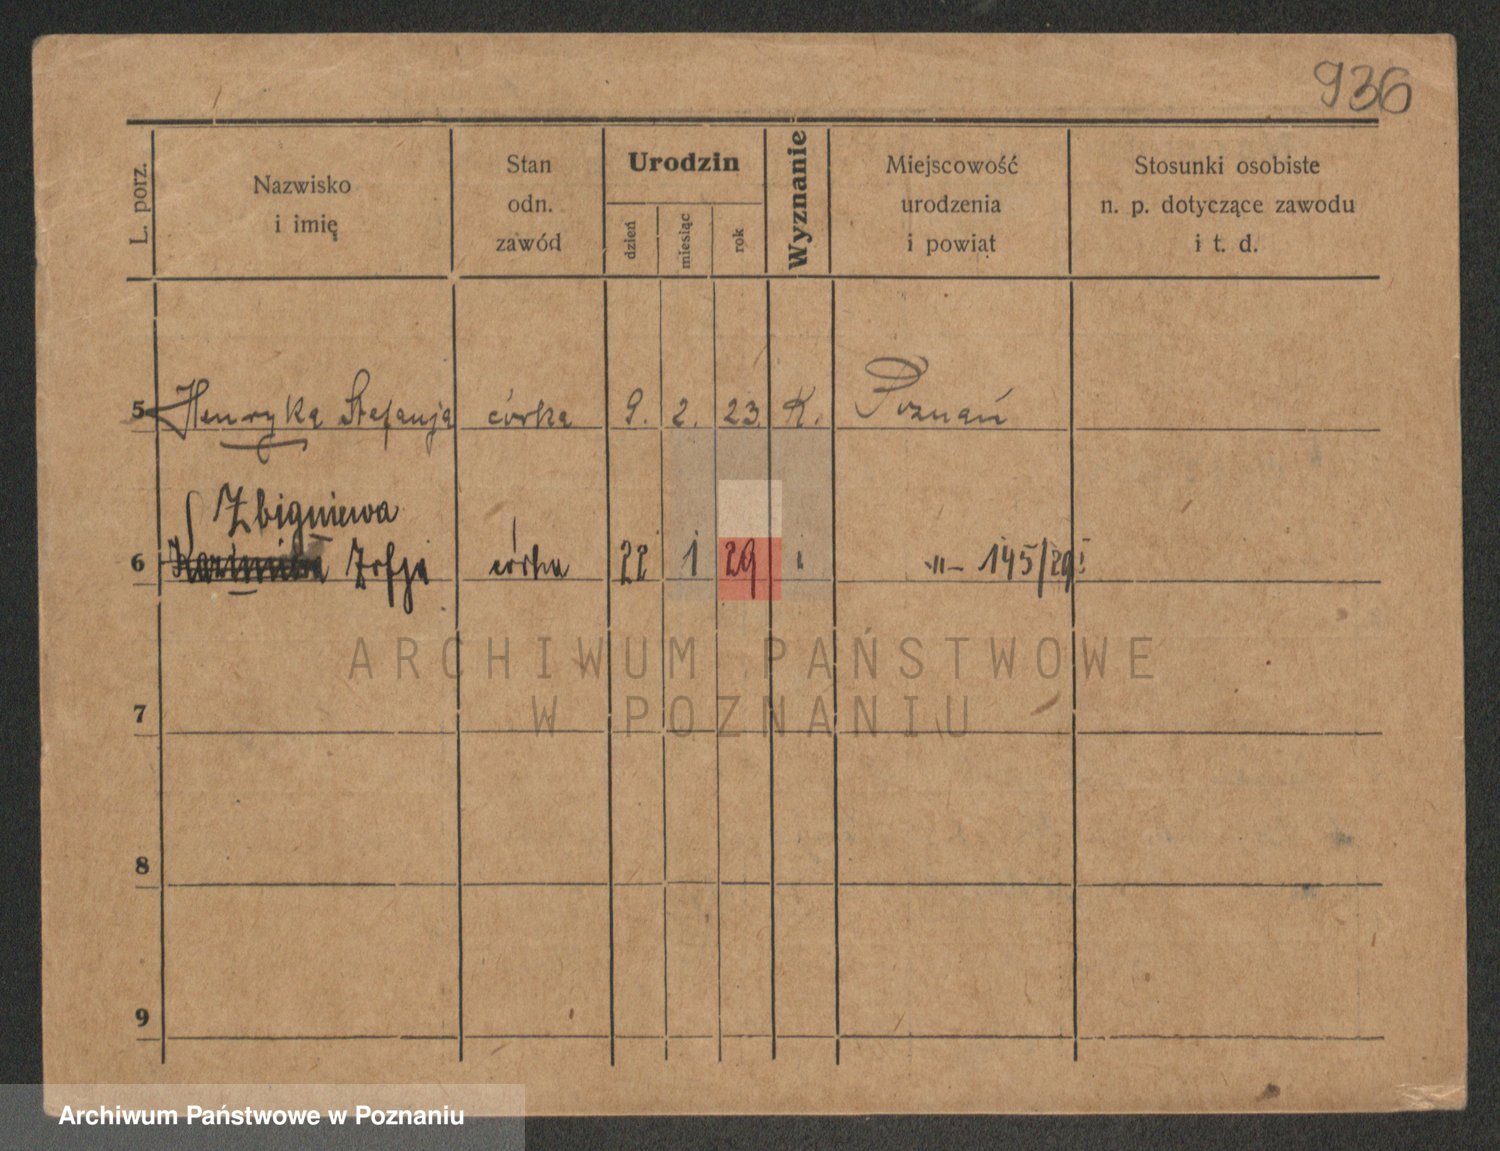 936
L. porz.
Nazwisko
i imię
Stan
odn.
zawód
Urodzin
dzień
miesiąc
rok
Wyznanie
Miejscowość
urodzenia
i powiat
Stosunki osobiste
n. p. dotyczące zawodu
i t. d.
5 Henryka Stefanja córka 9. 2. 23. K. Poznań
Zbigniewa
6 Zofja córka 22 1 29 -"- 145/29
ARCHIWUM PAŃSTWOWE
W POZNANIU
7
8
9
Archiwum Państwowe w Poznaniu